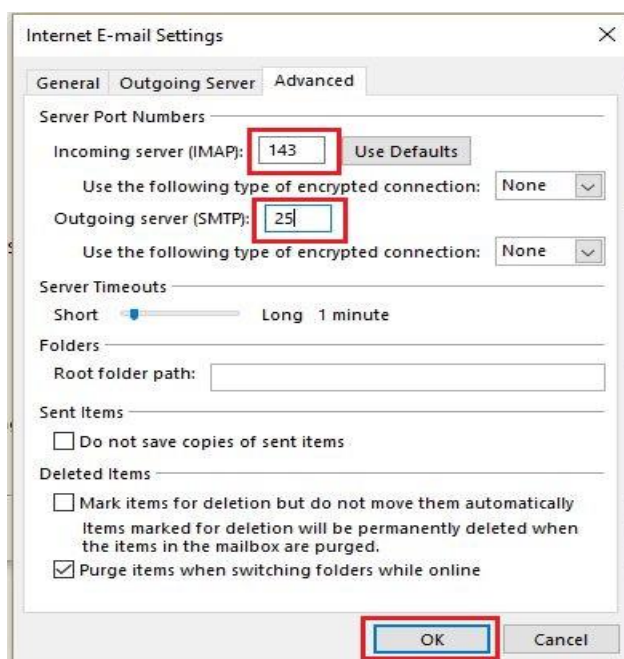 Internet E-mail Settings
General Outgoing Server Advanced
Server Port Numbers
Incoming server (IMAP): 143 Use Defaults
Use the following type of encrypted connection: None
Outgoing server (SMTP): 25
Use the following type of encrypted connection: None
Server Timeouts
Short Long 1 minute
Folders
Root folder path:
Sent Items
Do not save copies of sent items
Deleted Items
Mark items for deletion but do not move them automatically
Items marked for deletion will be permanently deleted when
the items in the mailbox are purged.
Purge items when switching folders while online
OK Cancel